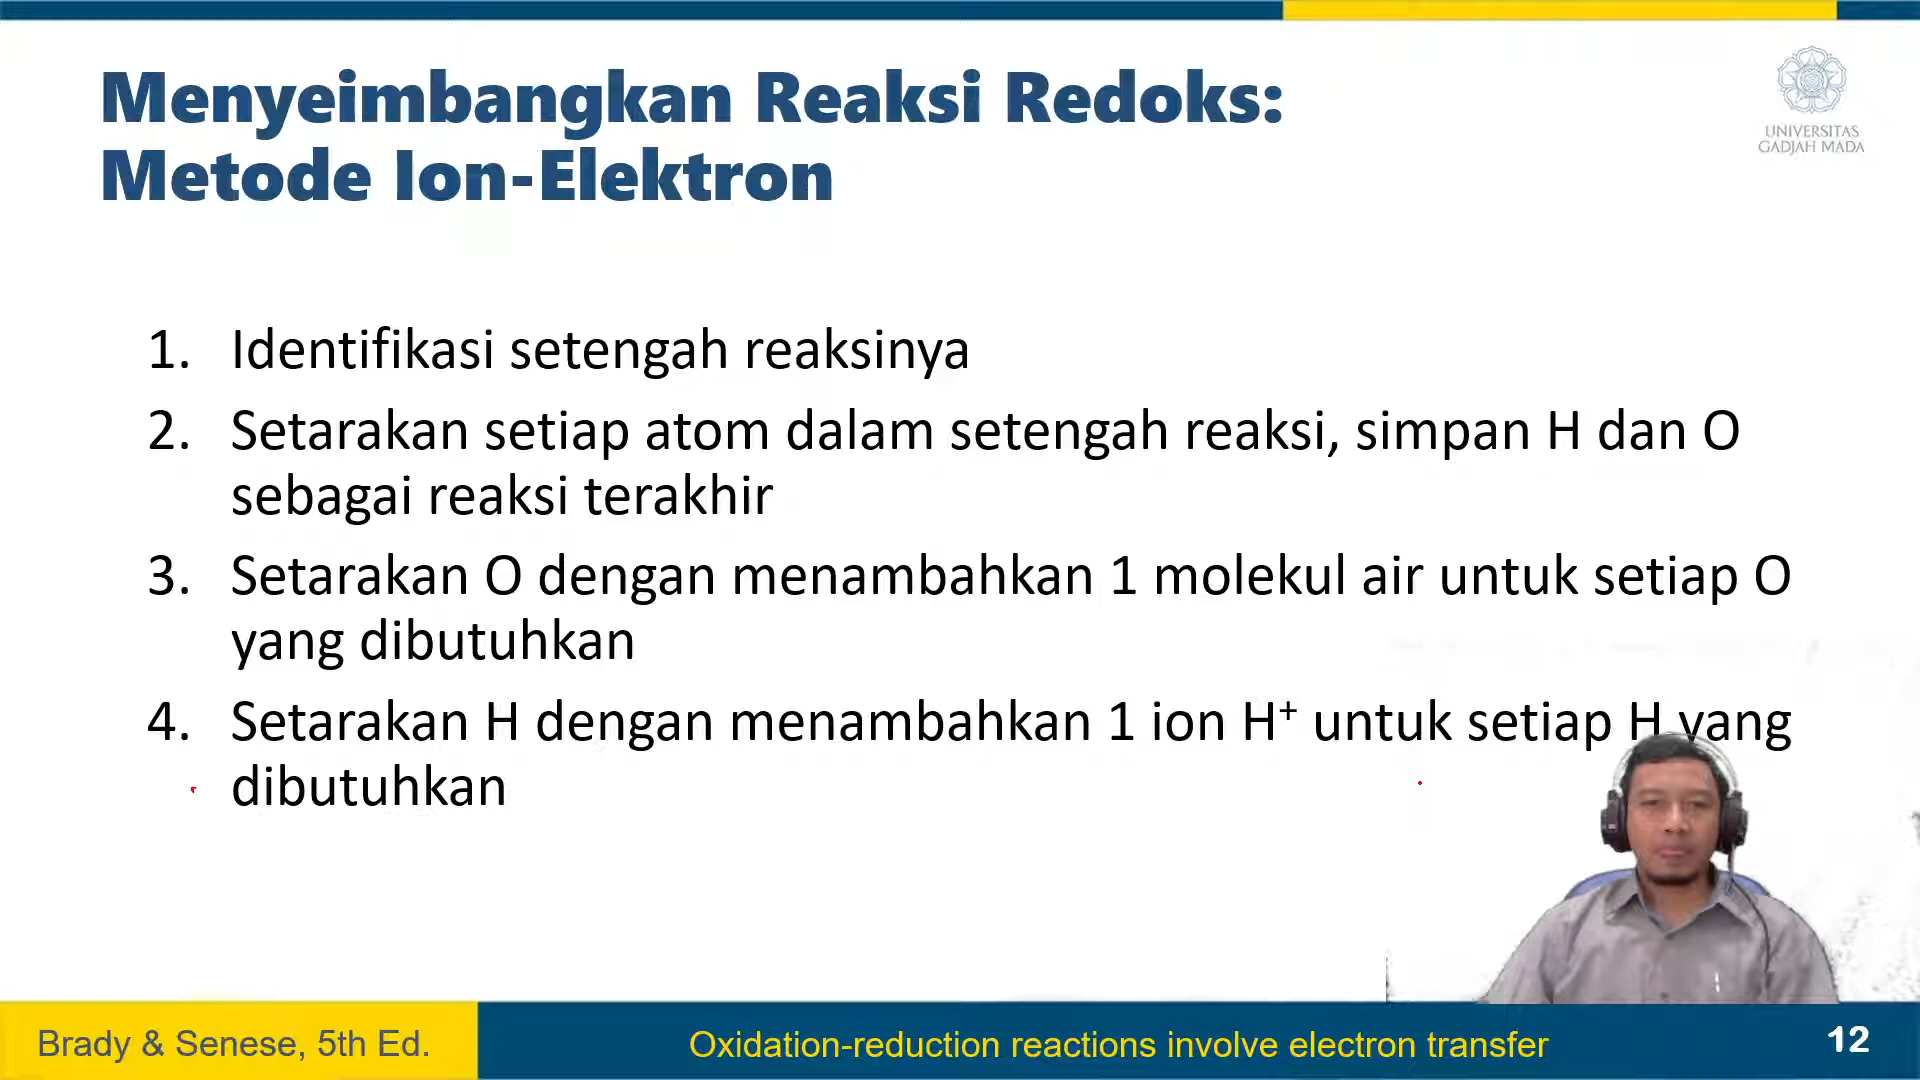 Menyeimbangkan Reaksi Redoks:
Metode Ion-Elektron
UNIVERSITAS
GADJAH MADA
1. Identifikasi setengah reaksinya
2. Setarakan setiap atom dalam setengah reaksi, simpan H dan O
sebagai reaksi terakhir
3. Setarakan O dengan menambahkan 1 molekul air untuk setiap O
yang dibutuhkan
4. Setarakan H dengan menambahkan 1 ion H⁺ untuk setiap H yang
dibutuhkan
Brady & Senese, 5th Ed.
Oxidation-reduction reactions involve electron transfer
12